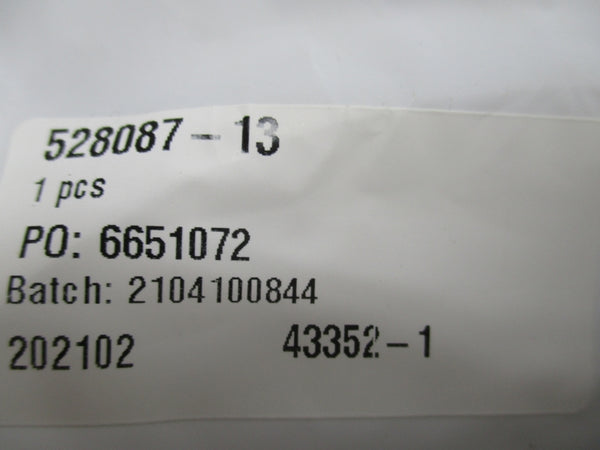 528087-13
1 pcs
PO: 6651072
Batch: 2104100844
202102 43352-1